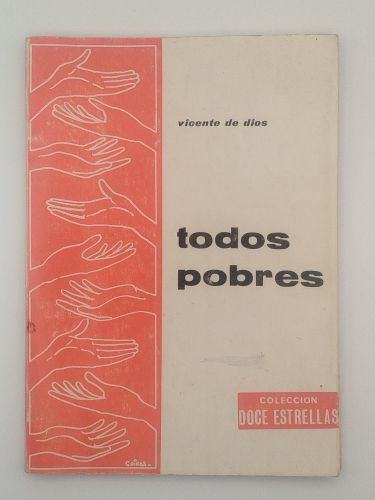 vicente de dios
todos
pobres
COLECCION
DOCE ESTRELLAS